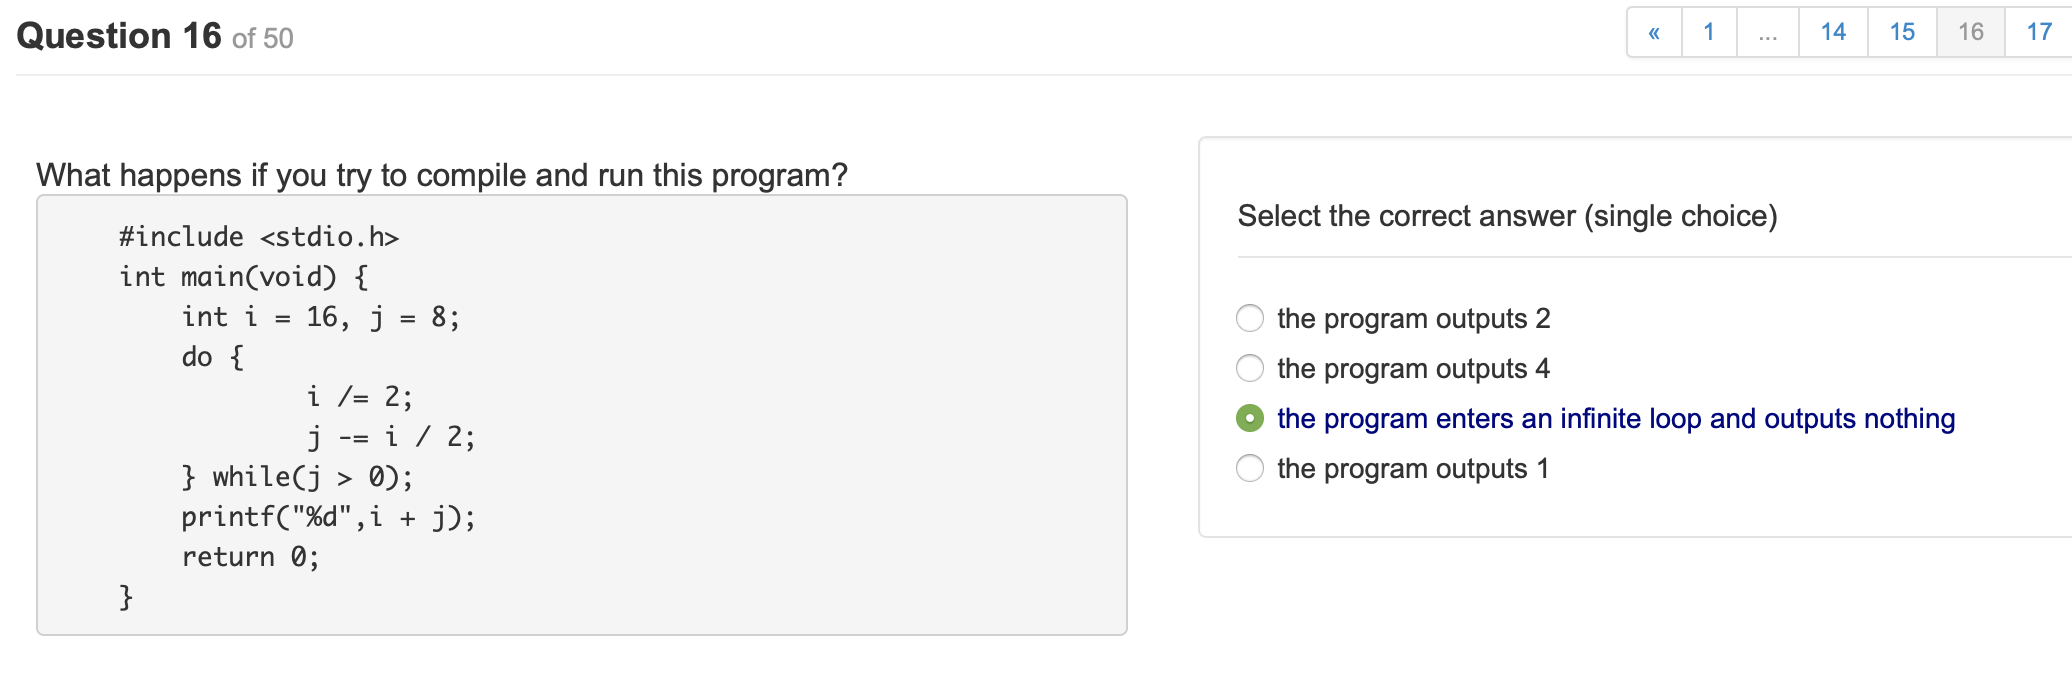 Question 16 of 50
« 1 ... 14 15 16 17
What happens if you try to compile and run this program?
#include <stdio.h>
int main(void) {
    int i = 16, j = 8;
    do {
            i /= 2;
            j -= i / 2;
    } while(j > 0);
    printf("%d",i + j);
    return 0;
}
Select the correct answer (single choice)
the program outputs 2
the program outputs 4
the program enters an infinite loop and outputs nothing
the program outputs 1